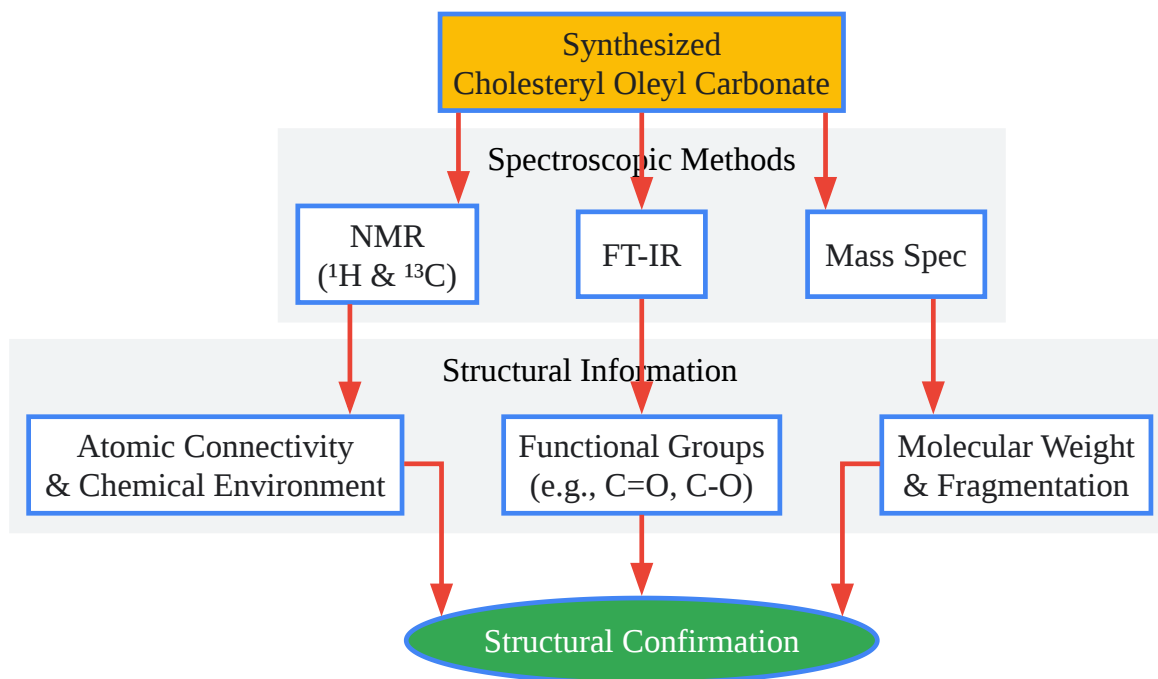 Synthesized
Cholesteryl Oleyl Carbonate
Spectroscopic Methods
NMR
(¹H & ¹³C)
FT-IR
Mass Spec
Structural Information
Atomic Connectivity
& Chemical Environment
Functional Groups
(e.g., C=O, C-O)
Molecular Weight
& Fragmentation
Structural Confirmation